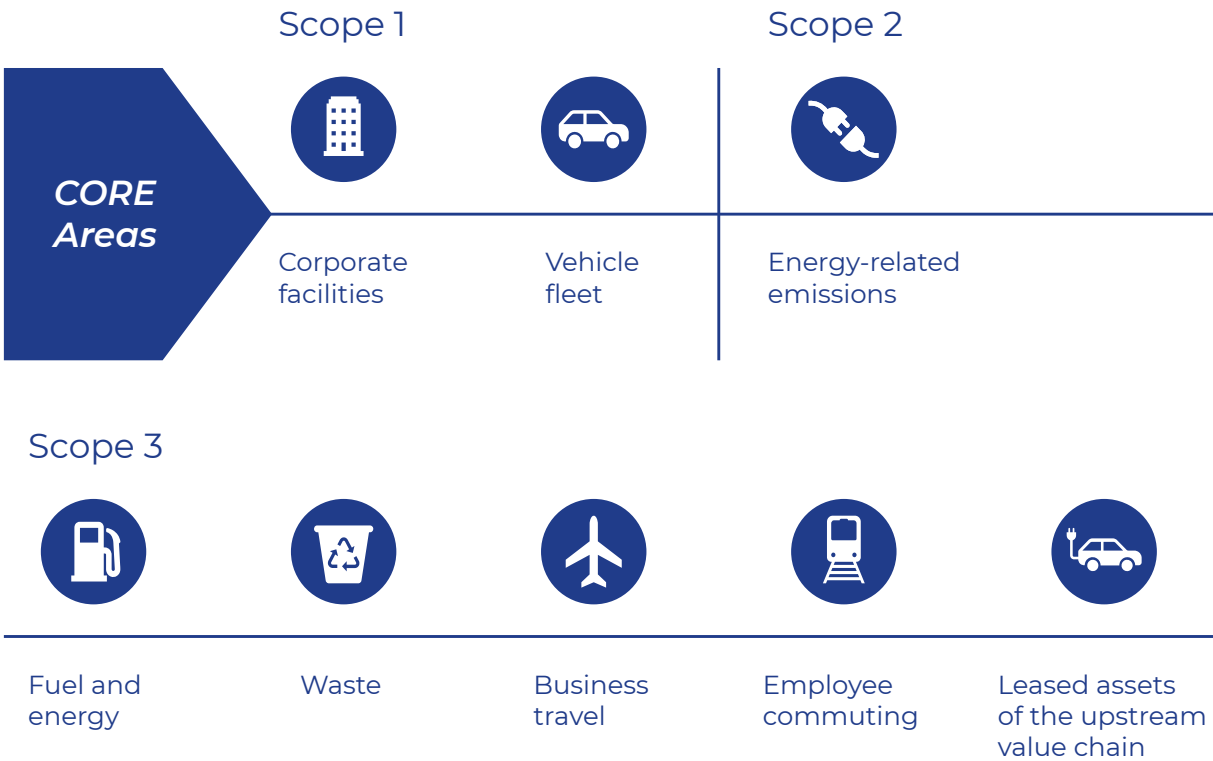 Scope 1
Scope 2
CORE
Areas
Corporate
facilities
Vehicle
fleet
Energy-related
emissions
Scope 3
Fuel and
energy
Waste
Business
travel
Employee
commuting
Leased assets
of the upstream
value chain